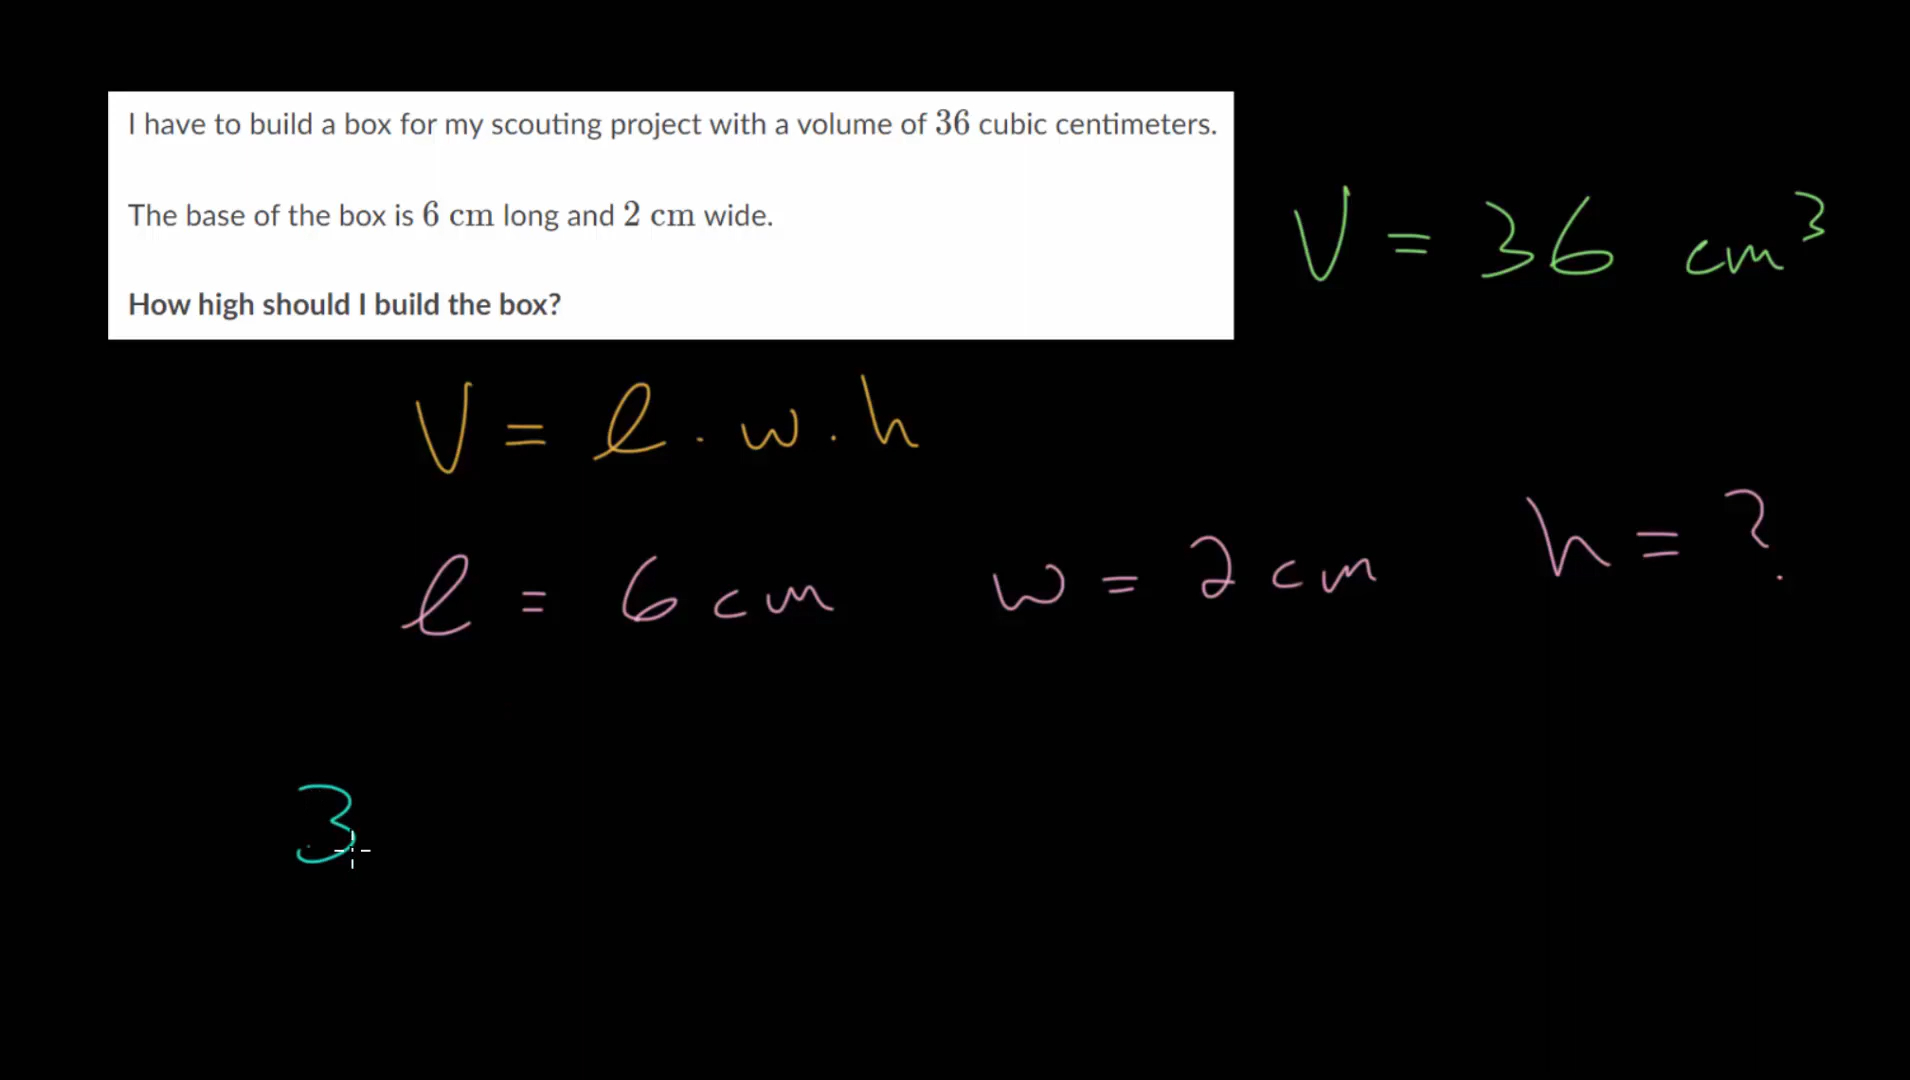 I have to build a box for my scouting project with a volume of 36 cubic centimeters.
The base of the box is 6 cm long and 2 cm wide.
How high should I build the box?
V = 36 cm³
V = l · w · h
l = 6 cm w = 2 cm h = ?
3